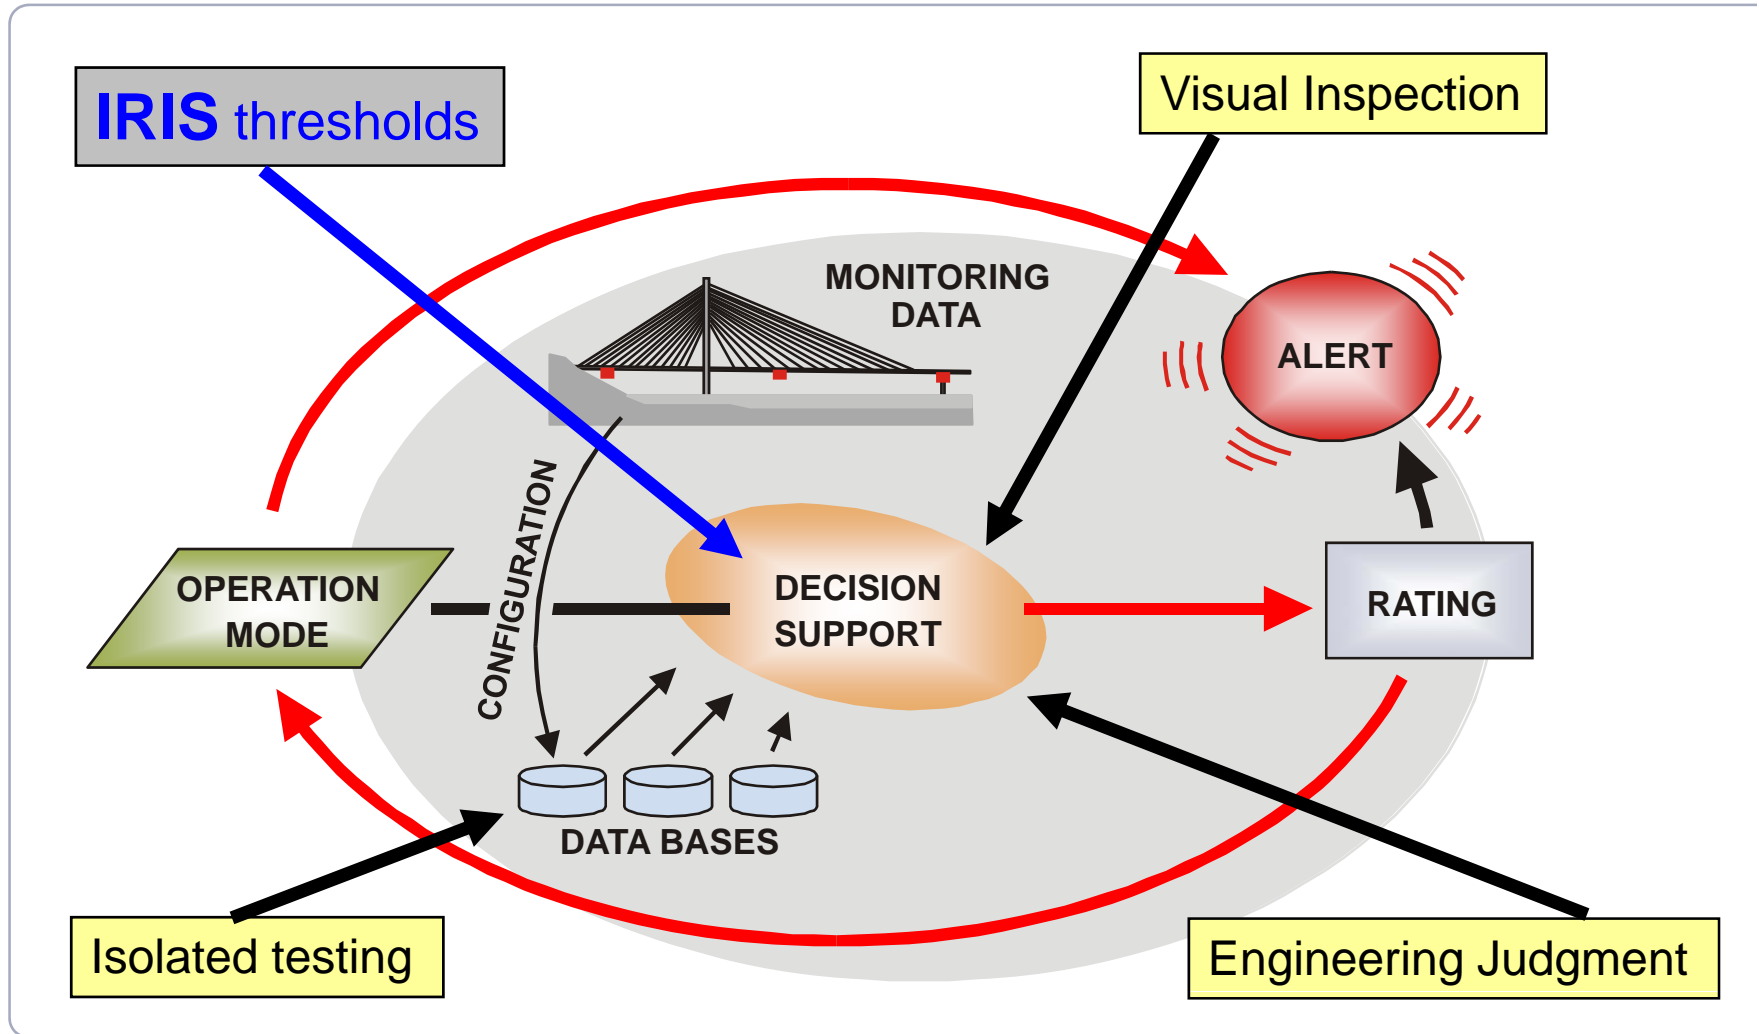 IRIS thresholds
Visual Inspection
MONITORING
DATA
ALERT
CONFIGURATION
OPERATION
MODE
DECISION
SUPPORT
RATING
DATA BASES
Isolated testing
Engineering Judgment